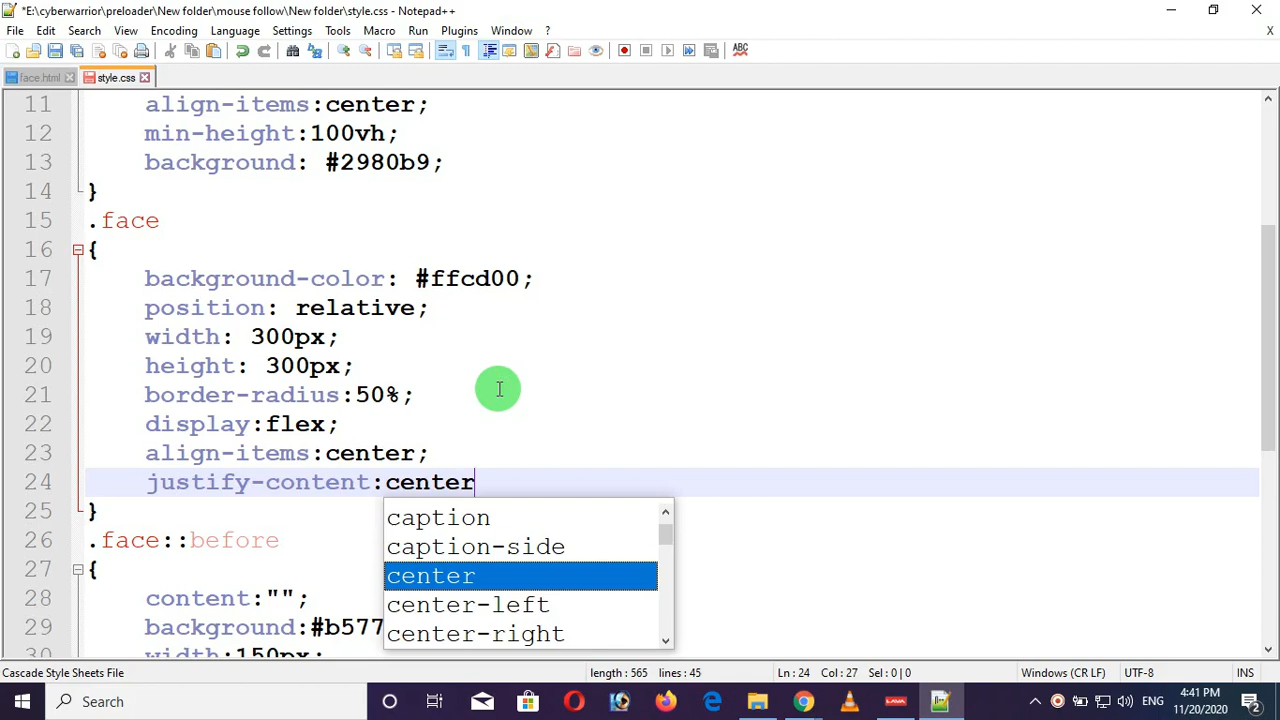 *E:\cyberwarrior\preloader\New folder\mouse follow\New folder\style.css - Notepad++
File Edit Search View Encoding Language Settings Tools Macro Run Plugins Window ? X
ABC
face.html style.css
11 align-items:center;
12 min-height:100vh;
13 background: #2980b9;
14 }
15 .face
16 {
17 background-color: #ffcd00;
18 position: relative;
19 width: 300px;
20 height: 300px;
21 border-radius:50%;
22 display:flex;
23 align-items:center;
24 justify-content:center
25 }
caption
26 .face::before
caption-side
27 {
center
28 content:"";
center-left
29 background:#b577
center-right
width:150px;
Cascade Style Sheets File length : 565 lines : 45 Ln : 24 Col : 27 Sel : 0 | 0 Windows (CR LF) UTF-8 INS
Search LAVA ENG 4:41 PM
11/20/2020 2